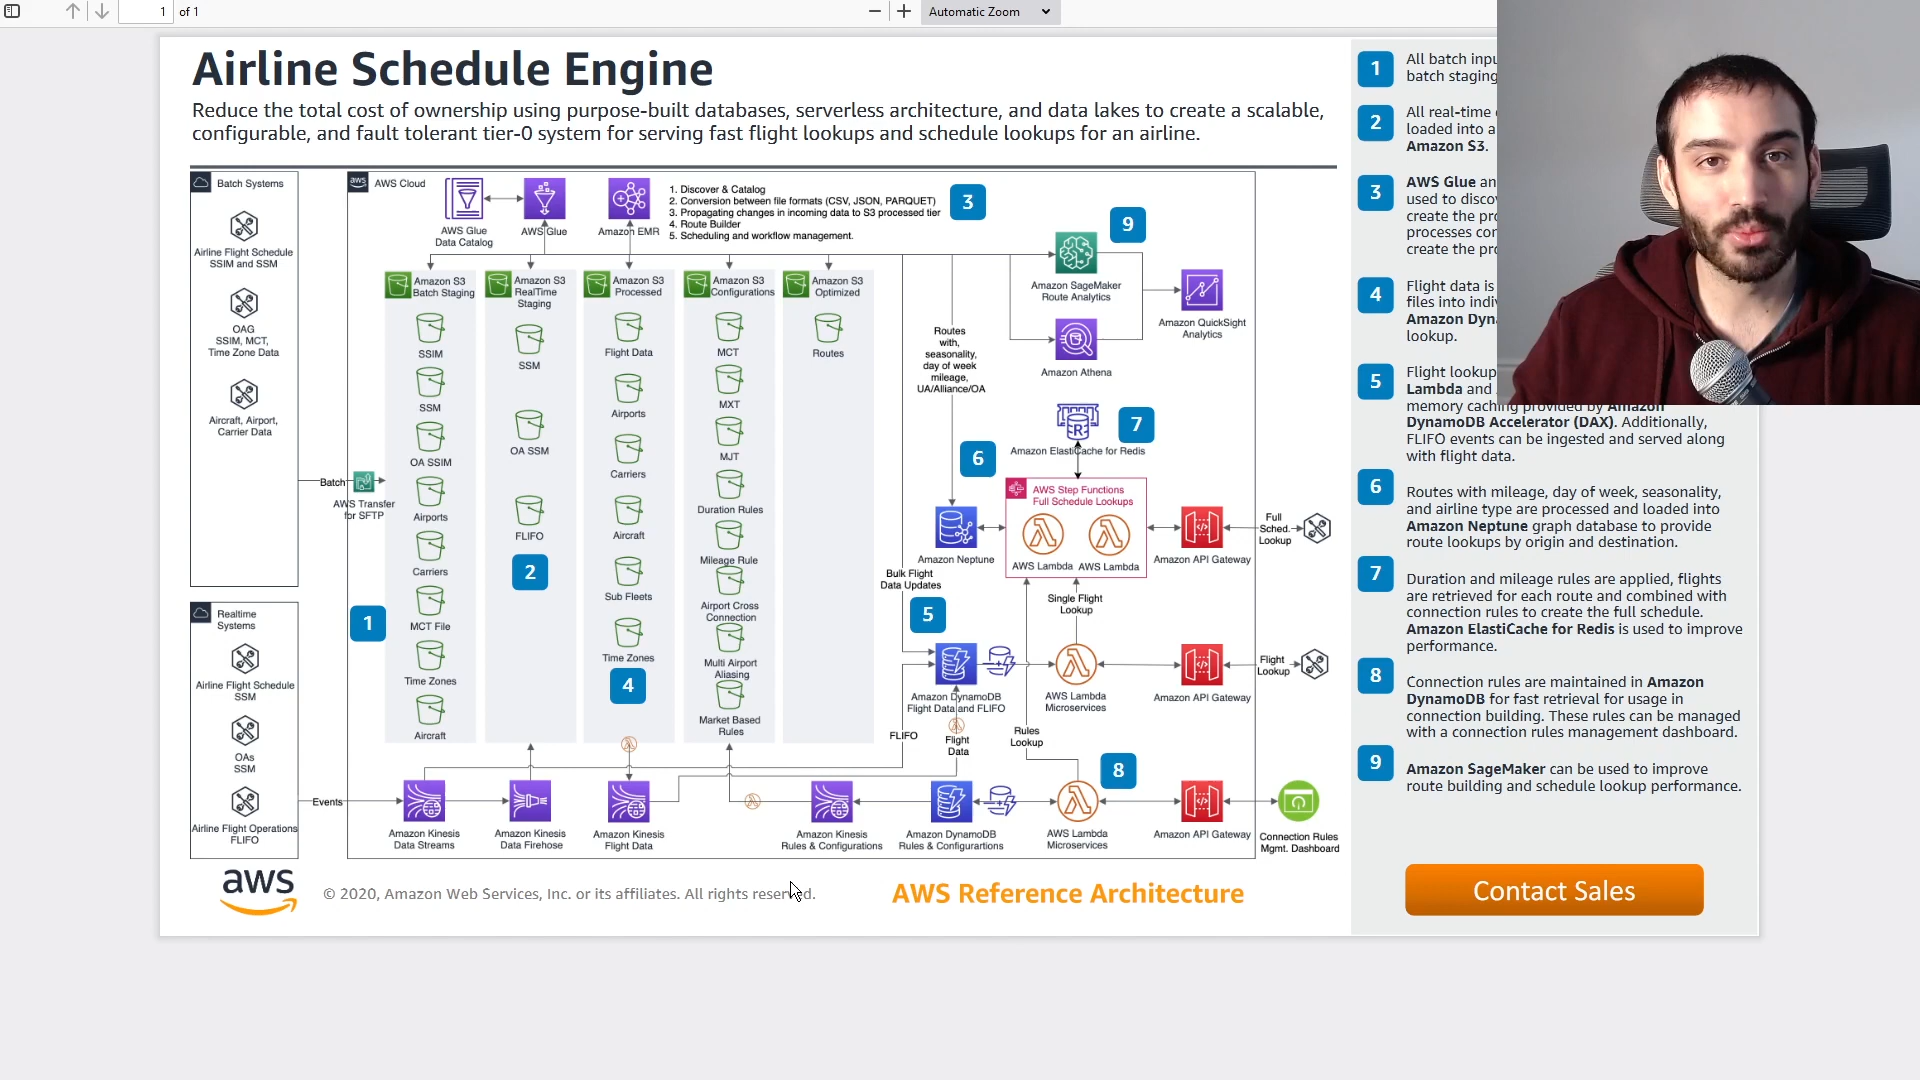 1
of 1
Automatic Zoom
Airline Schedule Engine
Reduce the total cost of ownership using purpose-built databases, serverless architecture, and data lakes to create a scalable,
configurable, and fault tolerant tier-0 system for serving fast flight lookups and schedule lookups for an airline.
Batch Systems
Airline Flight Schedule
SSIM and SSM
OAG
SSIM, MCT,
Time Zone Data
Aircraft, Airport,
Carrier Data
Realtime
Systems
Airline Flight Schedule
SSM
OAs
SSM
Airline Flight Operations
FLIFO
Batch
AWS Transfer
for SFTP
Events
1
aws
AWS Cloud
AWS Glue
Data Catalog
AWS Glue
Amazon EMR
1. Discover & Catalog
2. Conversion between file formats (CSV, JSON, PARQUET)
3. Propagating changes in incoming data to S3 processed tier
4. Route Builder
5. Scheduling and workflow management.
3
Amazon S3
Batch Staging
SSIM
SSM
OA SSIM
Airports
Carriers
MCT File
Time Zones
Aircraft
Amazon S3
RealTime
Staging
SSM
OA SSM
FLIFO
2
Amazon S3
Processed
Flight Data
Airports
Carriers
Aircraft
Sub Fleets
Time Zones
4
Amazon S3
Configurations
MCT
MXT
MJT
Duration Rules
Mileage Rule
Airport Cross
Connection
Multi Airport
Aliasing
Market Based
Rules
Amazon S3
Optimized
Routes
Routes
with,
seasonality,
day of week
mileage,
UA/Alliance/OA
9
Amazon SageMaker
Route Analytics
Amazon QuickSight
Analytics
Amazon Athena
R
7
Amazon ElastiCache for Redis
6
AWS Step Functions
Full Schedule Lookups
AWS Lambda
AWS Lambda
Amazon Neptune
Amazon API Gateway
Full
Sched.
Lookup
Bulk Flight
Data Updates
5
Single Flight
Lookup
Amazon DynamoDB
Flight Data and FLIFO
AWS Lambda
Microservices
Amazon API Gateway
Flight
Lookup
FLIFO
Flight
Data
Rules
Lookup
8
Amazon Kinesis
Data Streams
Amazon Kinesis
Data Firehose
Amazon Kinesis
Flight Data
Amazon Kinesis
Rules & Configurations
Amazon DynamoDB
Rules & Configurartions
AWS Lambda
Microservices
Amazon API Gateway
Connection Rules
Mgmt. Dashboard
aws
© 2020, Amazon Web Services, Inc. or its affiliates. All rights reserved.
AWS Reference Architecture
1
All batch inpu
batch staging
2
All real-time
loaded into a
Amazon S3.
3
AWS Glue an
used to disco
create the pro
processes con
create the pro
4
Flight data is
files into indi
Amazon Dyn
lookup.
5
Flight lookup
Lambda and
memory caching provided by Amazon
DynamoDB Accelerator (DAX). Additionally,
FLIFO events can be ingested and served along
with flight data.
6
Routes with mileage, day of week, seasonality,
and airline type are processed and loaded into
Amazon Neptune graph database to provide
route lookups by origin and destination.
7
Duration and mileage rules are applied, flights
are retrieved for each route and combined with
connection rules to create the full schedule.
Amazon ElastiCache for Redis is used to improve
performance.
8
Connection rules are maintained in Amazon
DynamoDB for fast retrieval for usage in
connection building. These rules can be managed
with a connection rules management dashboard.
9
Amazon SageMaker can be used to improve
route building and schedule lookup performance.
Contact Sales